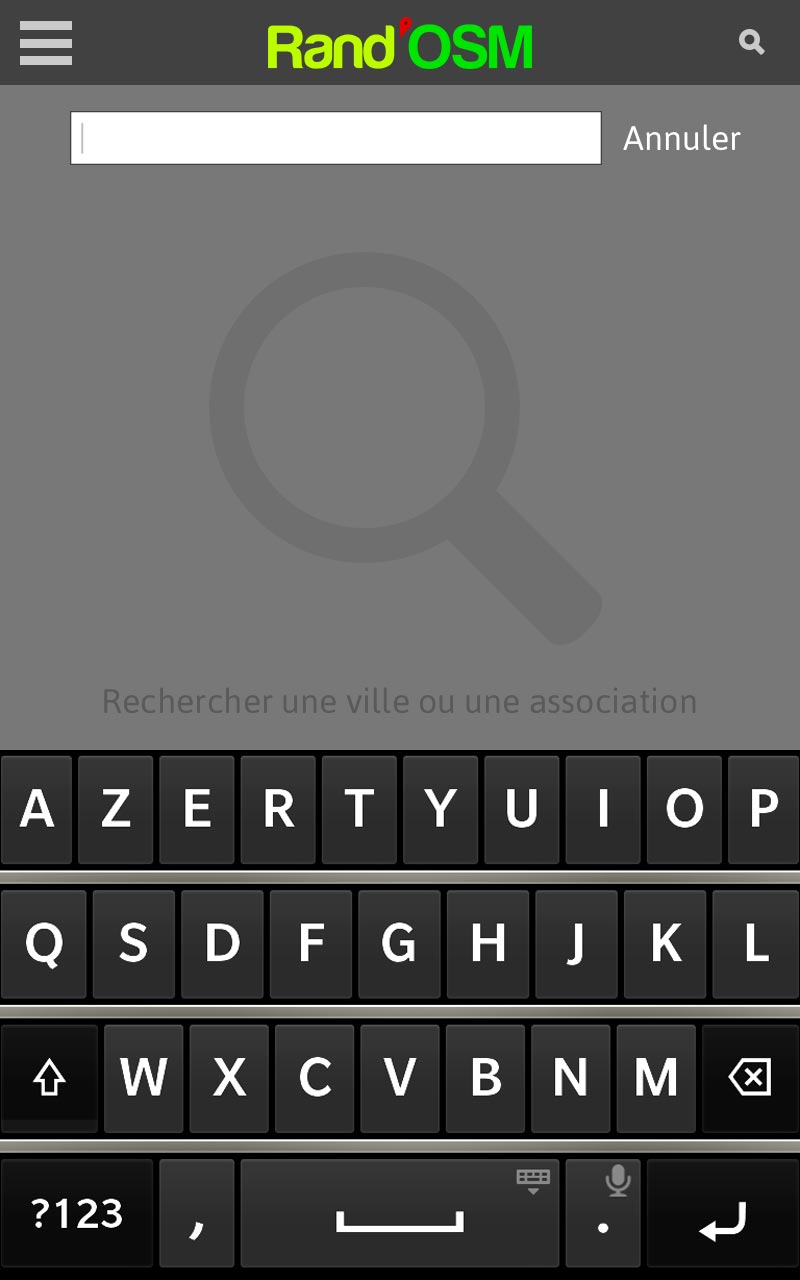 Rand'OSM
Annuler
Rechercher une ville ou une association
A Z E R T Y U I O P
Q S D F G H J K L
W X C V B N M
?123 , .